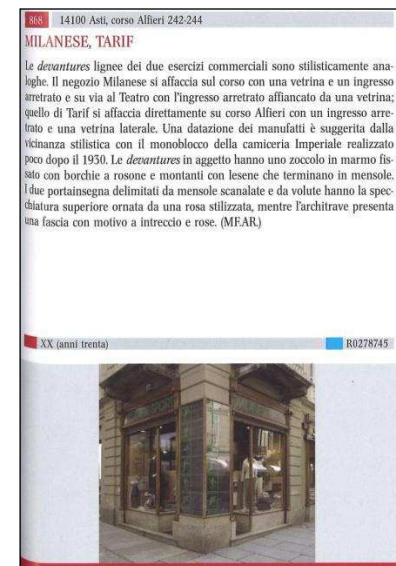 868 14100 Asti, corso Alfieri 242-244
MILANESE, TARIF
Le devantures lignee dei due esercizi commerciali sono stilisticamente ana-
loghe. Il negozio Milanese si affaccia sul corso con una vetrina e un ingresso
arretrato e su via al Teatro con l'ingresso arretrato affiancato da una vetrina;
quello di Tarif si affaccia direttamente su corso Alfieri con un ingresso arre-
trato e una vetrina laterale. Una datazione dei manufatti è suggerita dalla
vicinanza stilistica con il monoblocco della camiceria Imperiale realizzato
poco dopo il 1930. Le devantures in aggetto hanno uno zoccolo in marmo fis-
sato con borchie a rosone e montanti con lesene che terminano in mensole.
I due portainsegna delimitati da mensole scanalate e da volute hanno la spec-
chiatura superiore ornata da una rosa stilizzata, mentre l'architrave presenta
una fascia con motivo a intreccio e rose. (MF.AR.)
XX (anni trenta) R0278745